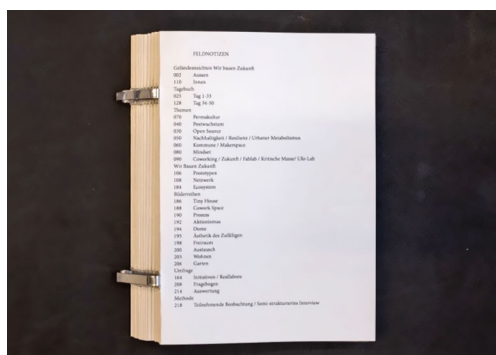 FELDNOTIZEN
Geländeansichten Wir bauen Zukunft
002 Aussen
116 Innen
Tagebuch
025 Tag 1-33
128 Tag 34-50
Themen
070 Permakultur
040 Postwachstum
030 Open Source
050 Nachhaltigkeit / Resilienz / Urbaner Metabolismus
060 Kommune / Makerspace
080 Mindset
090 Coworking / Zukunft / Fablab / Kritische Masse/ Ufo Lab
Wir Bauen Zukunft
106 Prototypen
108 Netzwerk
184 Ecosystem
Bilderreihen
186 Tiny House
188 Cowork Space
190 Prozess
192 Aktionismus
194 Dome
195 Ästhetik des Zufälligen
198 Freiraum
200 Austausch
203 Wohnen
206 Garten
Umfrage
164 Initiativen / Reallabore
208 Fragebogen
214 Auswertung
Methode
218 Teilnehmende Beobachtung / Semi-strukturiertes Interview